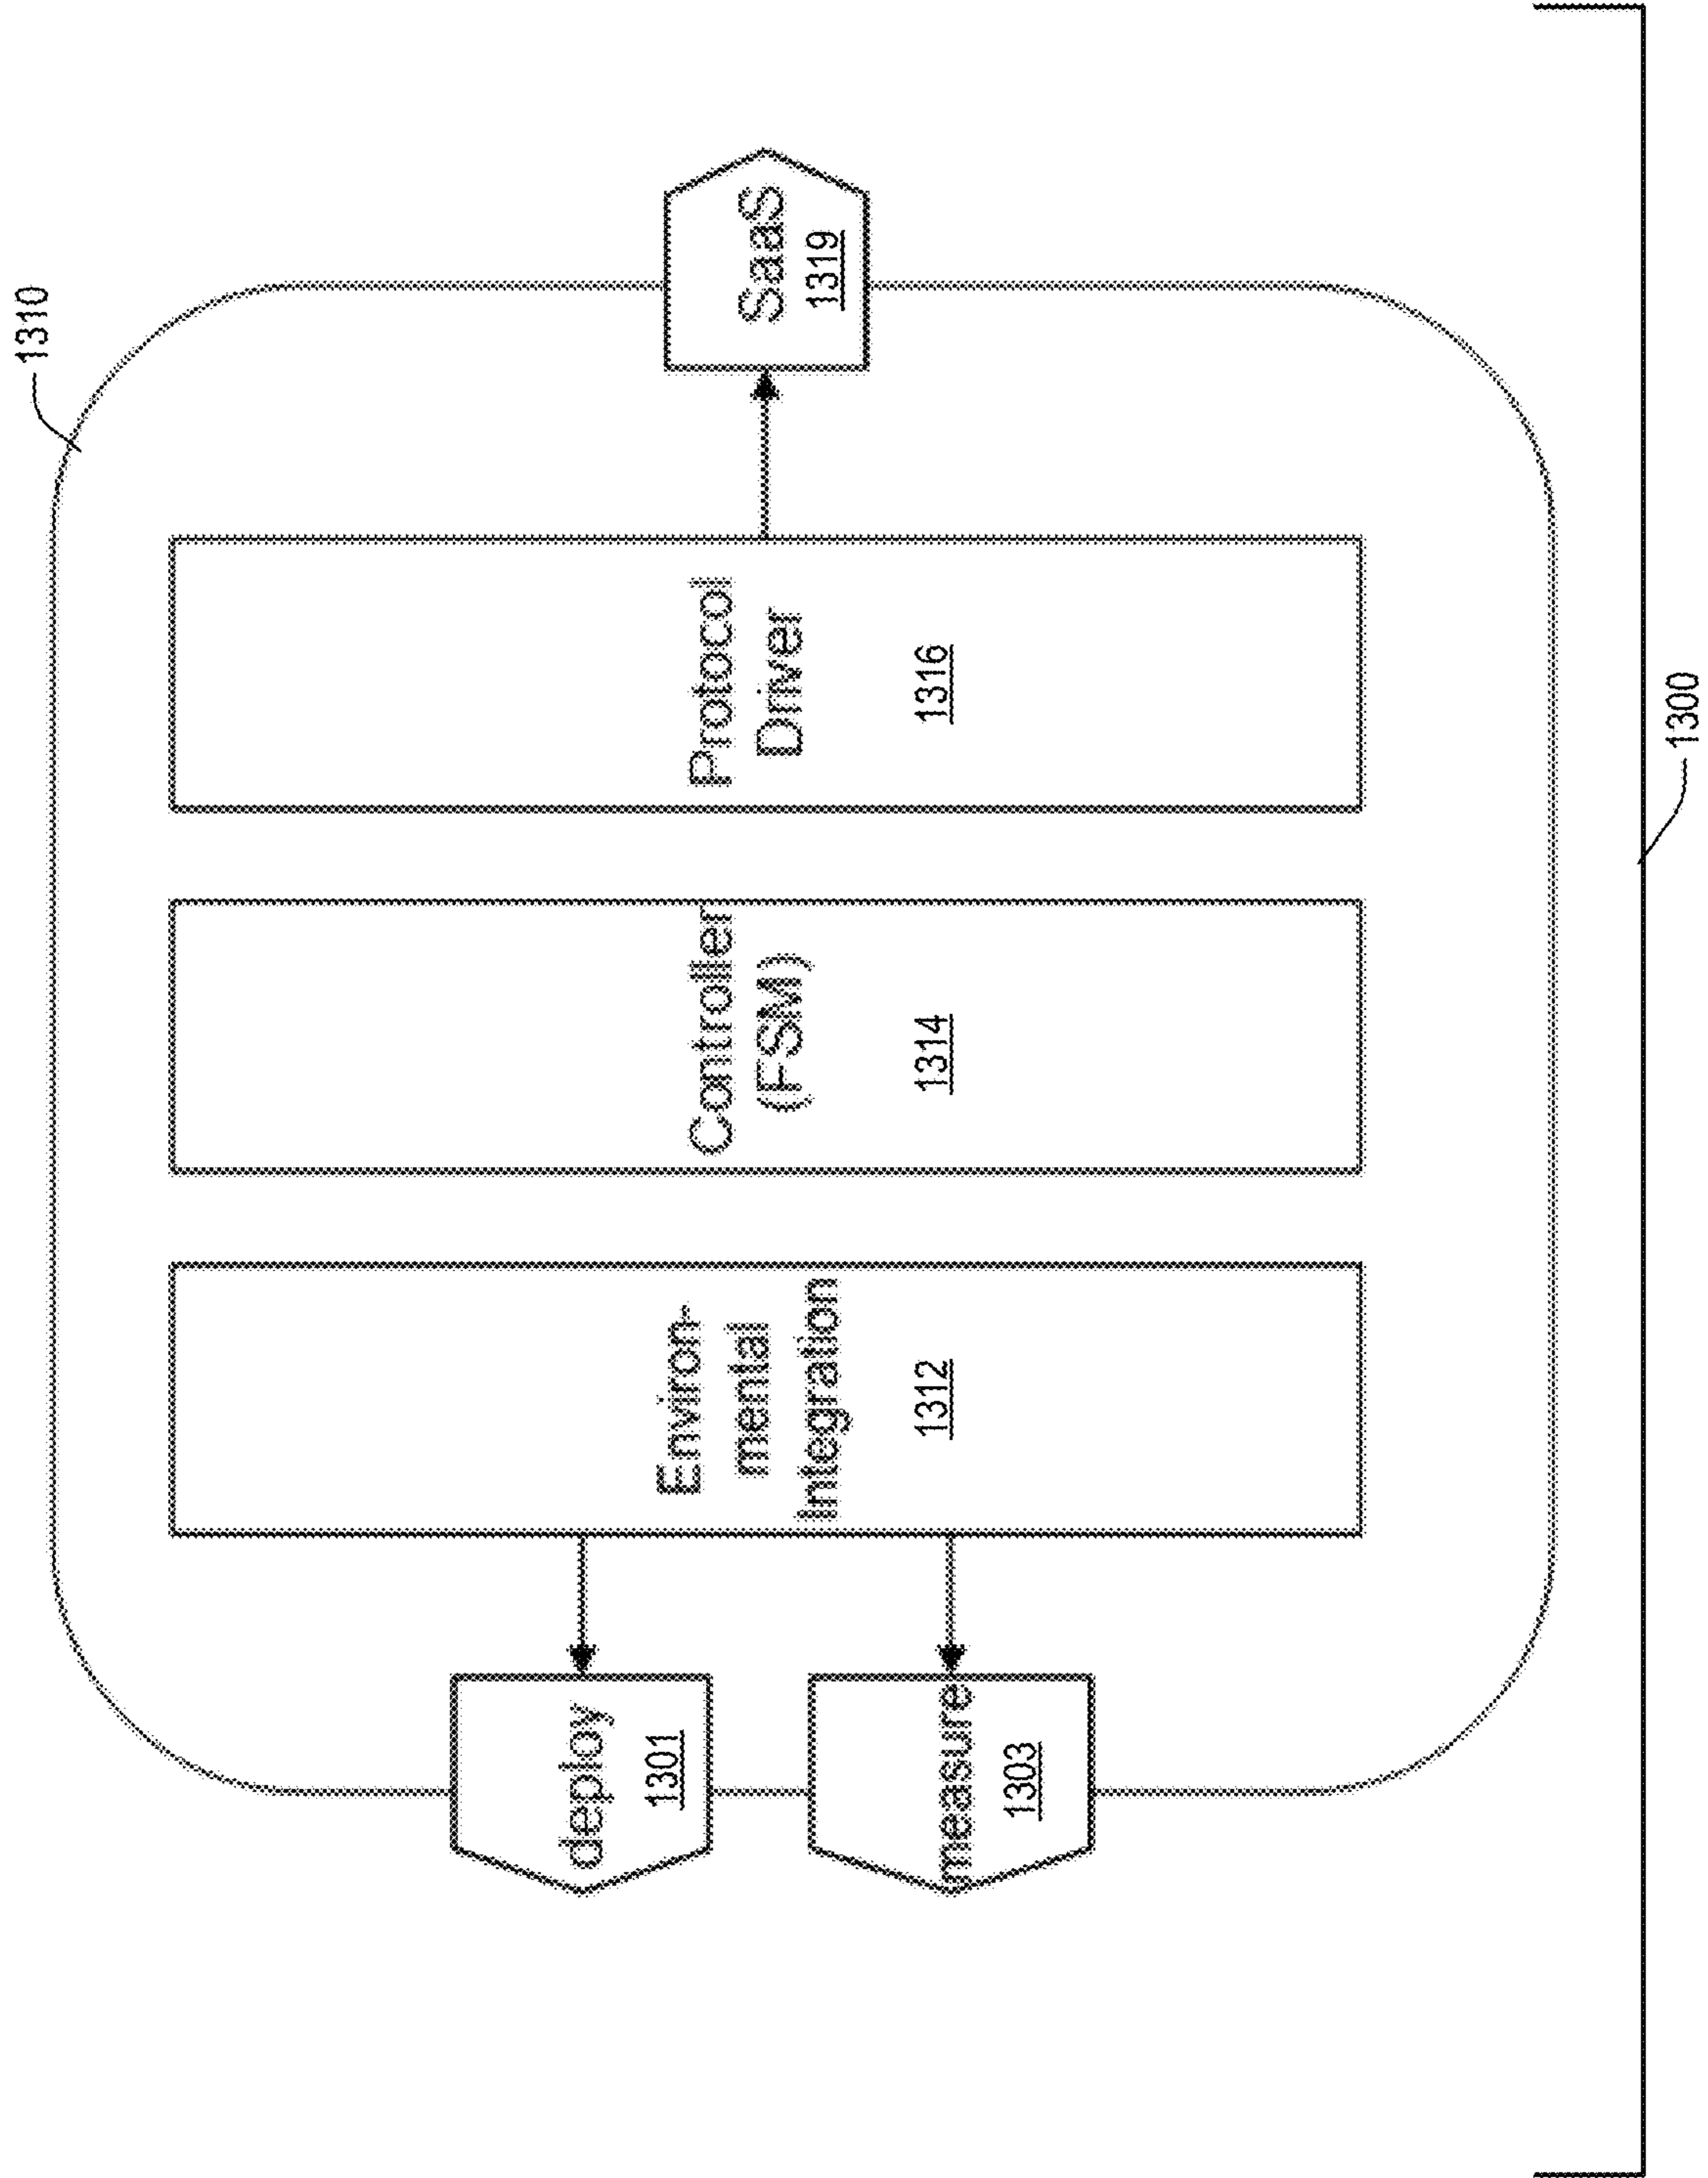 1310
deploy
1301
measure
1303
Environ-
mental
Integration
1312
Controller
(FSM)
1314
Protocol
Driver
1316
SaaS
1319
1300